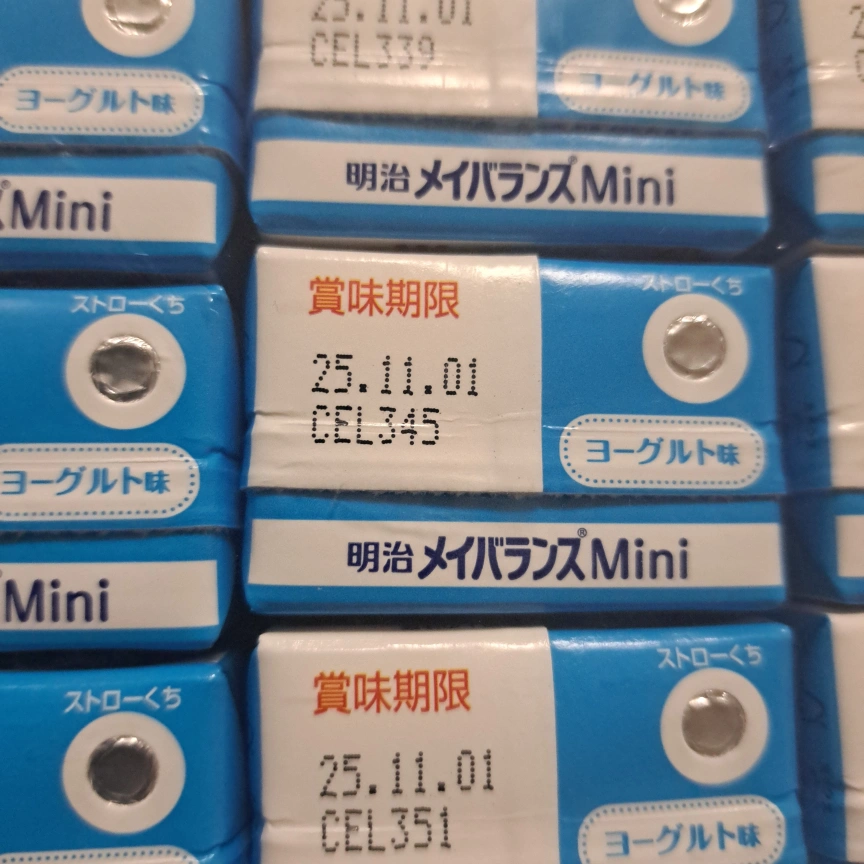 25.11.01
CEL339
ヨーグルト味
ヨーグルト味
Mini
明治 メイバランスMini
賞味期限
ストローくち
25.11.01
CEL345
ヨーグルト味
ストローくち
ヨーグルト味
Mini
明治 メイバランス®Mini
賞味期限
ストローくち
25.11.01
CEL351
ヨーグルト味
ストローくち